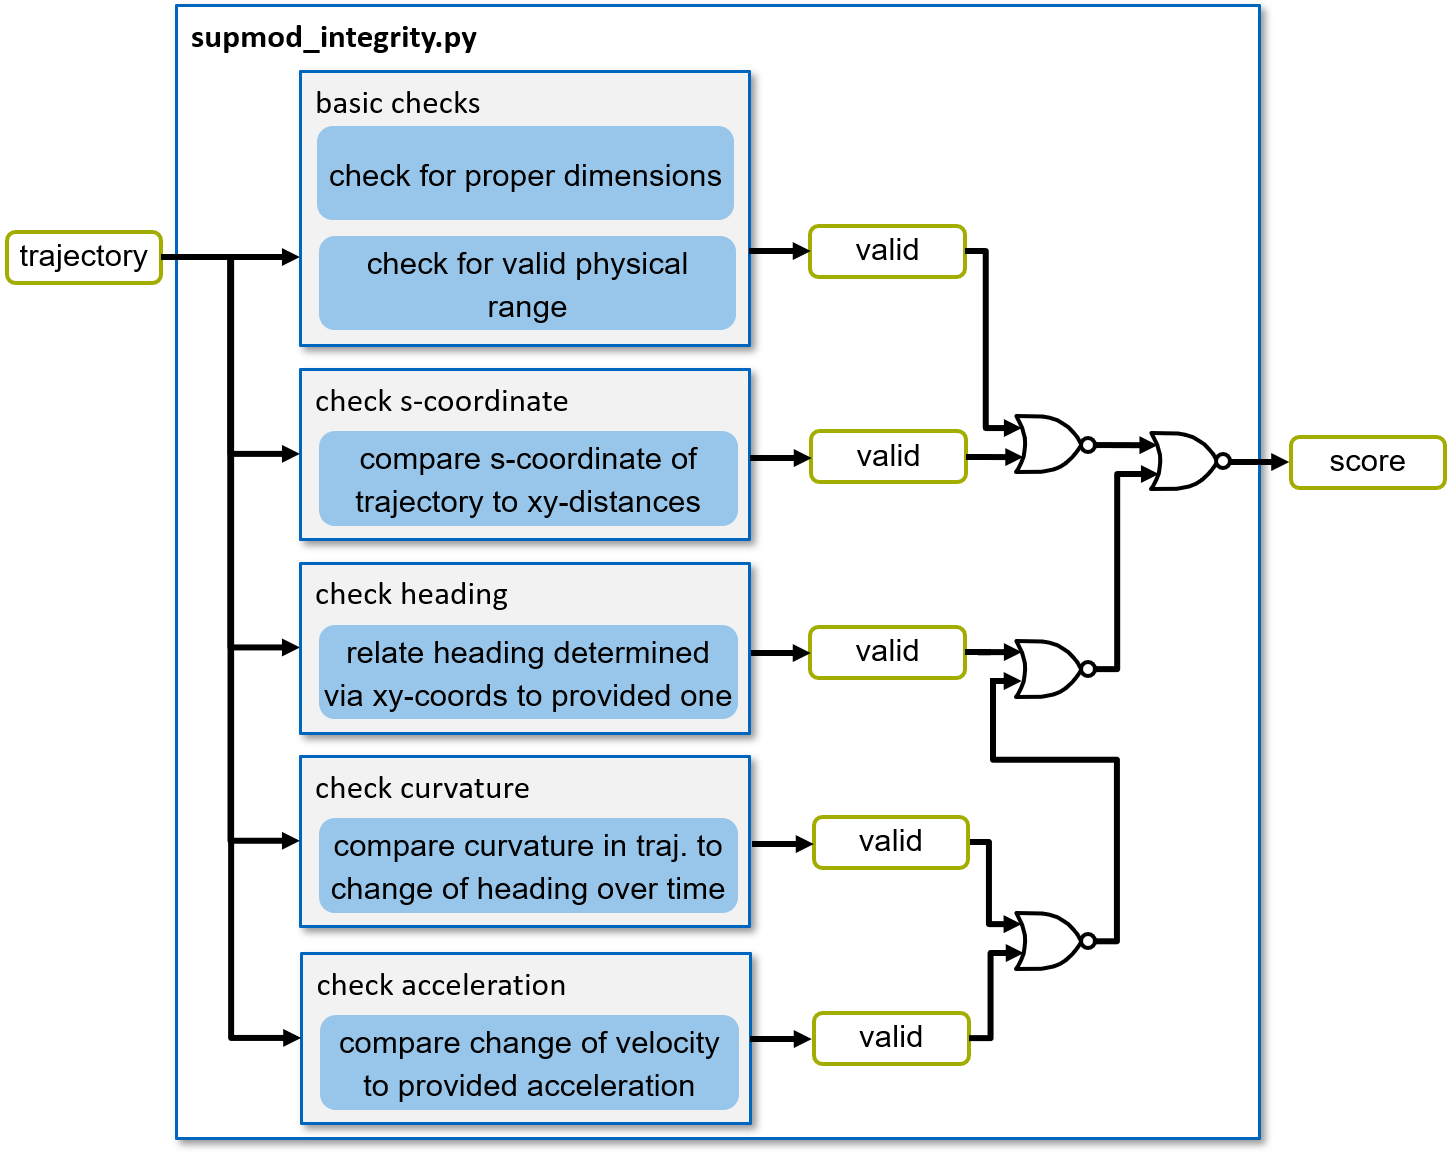 supmod_integrity.py
basic checks
check for proper dimensions
trajectory
check for valid physical
range
valid
check s-coordinate
compare s-coordinate of
trajectory to xy-distances
valid
score
check heading
relate heading determined
via xy-coords to provided one
valid
check curvature
compare curvature in traj. to
change of heading over time
valid
check acceleration
compare change of velocity
to provided acceleration
valid